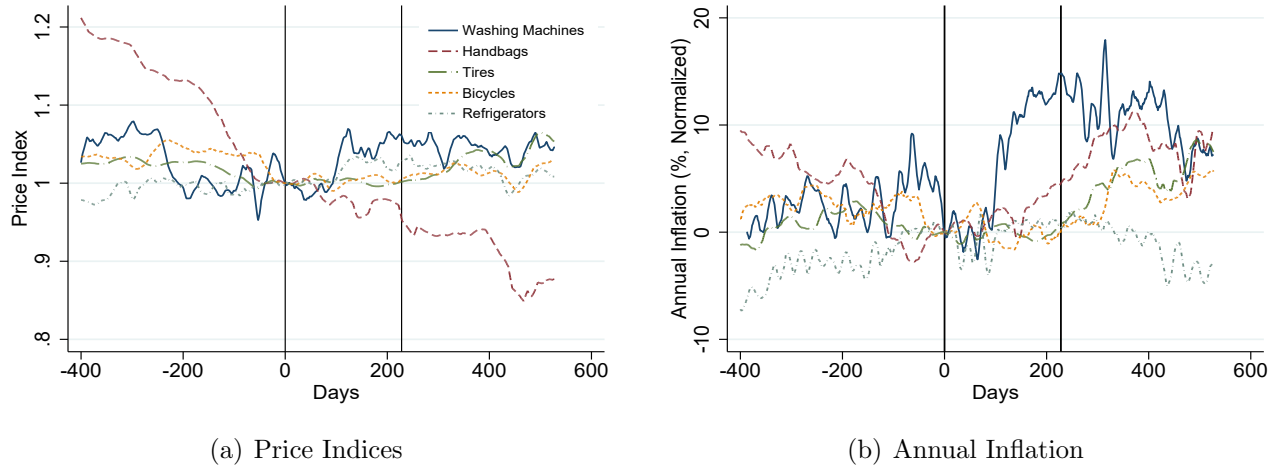 1.2
1.1
1
.9
.8
Price Index
Washing Machines
Handbags
Tires
Bicycles
Refrigerators
-400 -200 0 200 400 600
Days
(a) Price Indices
20
10
0
-10
Annual Inflation (%, Normalized)
-400 -200 0 200 400 600
Days
(b) Annual Inflation